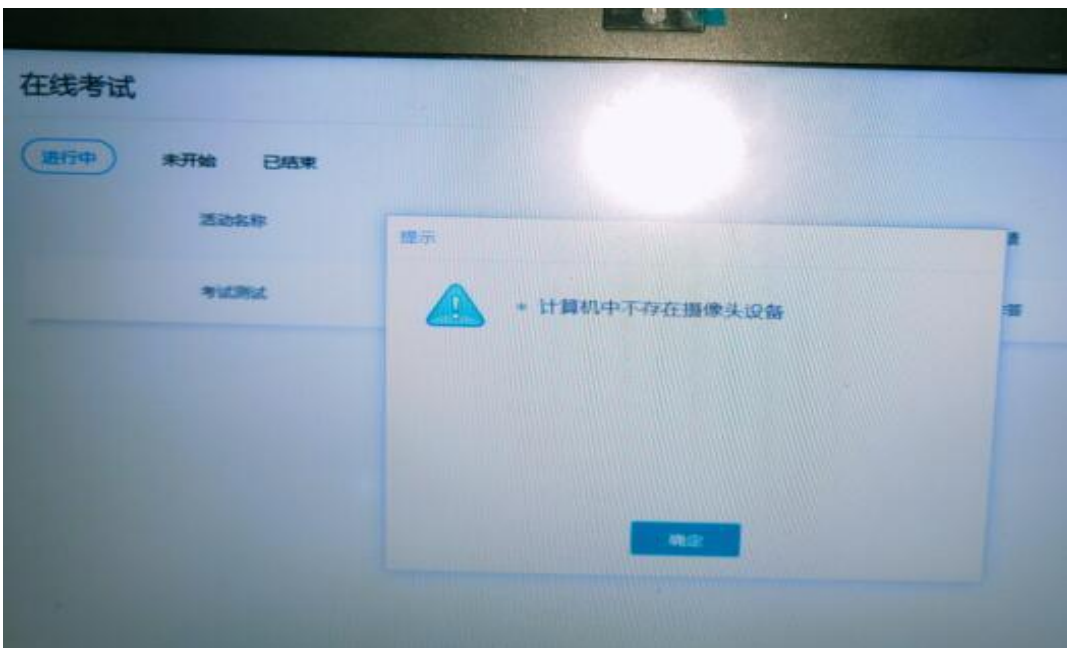 在线考试
进行中 未开始 已结束
活动名称
提示
考试测试
* 计算机中不存在摄像头设备
确定